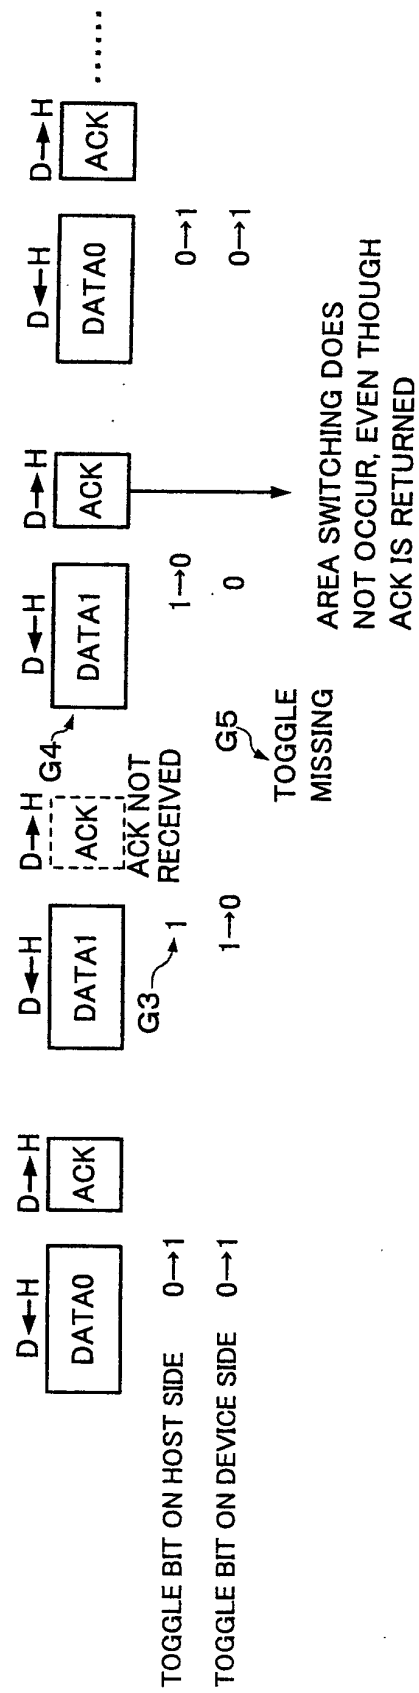 D←H D→H D←H D→H D←H D→H D←H D→H
DATA0 ACK DATA1 ACK DATA1 ACK DATA0 ACK ······
G3 ACK NOT
RECEIVED
G4
TOGGLE BIT ON HOST SIDE 0→1 1 1→0 0→1
TOGGLE BIT ON DEVICE SIDE 0→1 1→0 0 0→1
G5
TOGGLE
MISSING
AREA SWITCHING DOES
NOT OCCUR, EVEN THOUGH
ACK IS RETURNED